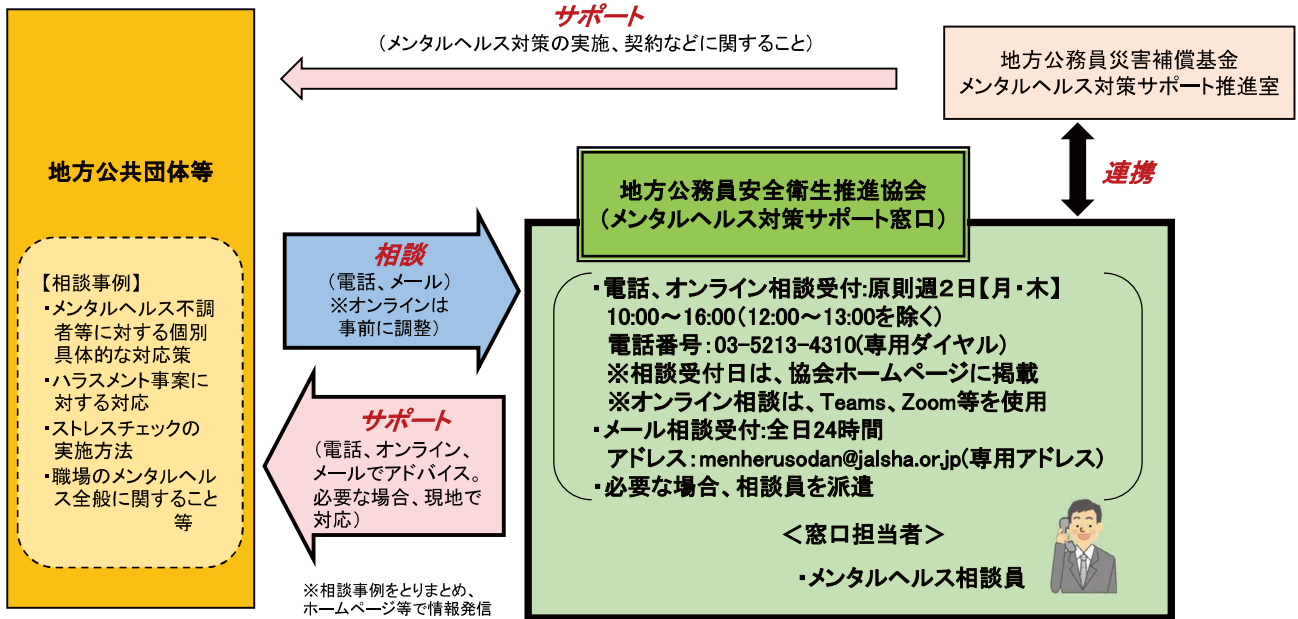 サポート
（メンタルヘルス対策の実施、契約などに関すること）
地方公務員災害補償基金
メンタルヘルス対策サポート推進室
連携
地方公共団体等
【相談事例】
・メンタルヘルス不調
者等に対する個別
具体的な対応策
・ハラスメント事案に
対する対応
・ストレスチェックの
実施方法
・職場のメンタルヘル
ス全般に関すること
等
相談
（電話、メール）
※オンラインは
事前に調整）
サポート
（電話、オンライン、
メールでアドバイス。
必要な場合、現地で
対応）
※相談事例をとりまとめ、
ホームページ等で情報発信
地方公務員安全衛生推進協会
（メンタルヘルス対策サポート窓口）
・電話、オンライン相談受付：原則週２日【月・木】
10:00～16:00（12:00～13:00を除く）
電話番号：03-5213-4310(専用ダイヤル)
※相談受付日は、協会ホームページに掲載
※オンライン相談は、Teams、Zoom等を使用
・メール相談受付：全日24時間
アドレス：menherusodan@jalsha.or.jp(専用アドレス)
・必要な場合、相談員を派遣
＜窓口担当者＞
・メンタルヘルス相談員